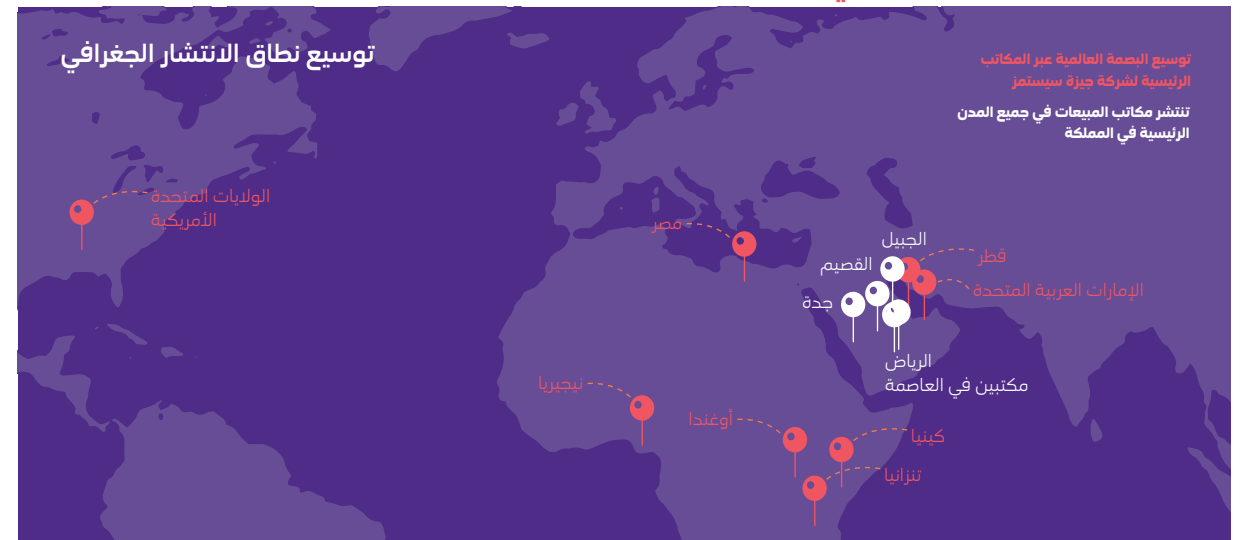 توسيع نطاق الانتشار الجغرافي
توسيع البصمة العالمية عبر المكاتب
الرئيسية لشركة جيزة سيستمز
تنتشر مكاتب المبيعات في جميع المدن
الرئيسية في المملكة
الولايات المتحدة
الأمريكية
مصر
الجبيل
قطر
القصيم
الإمارات العربية المتحدة
جدة
الرياض
مكتبين في العاصمة
نيجيريا
أوغندا
كينيا
تنزانيا